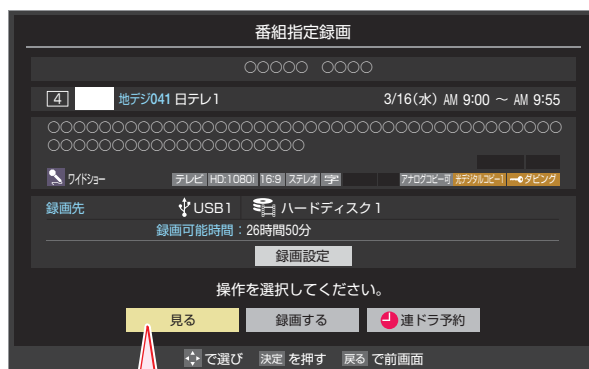 番組指定録画
○○○○○ ○○○○
4 地デジ041 日テレ1 3/16(水) AM 9:00 ～ AM 9:55
○○○○○○○○○○○○○○○○○○○○○○○○○○○○○○○○○○○○○○○○
○○○○○○○○○○○○○○○○○○○○
ワイドショー テレビ HD:1080i 16:9 ステレオ 字 アナログコピー可 光デジタルコピー1 ダビング
録画先 USB1 ハードディスク1
録画可能時間：26時間50分
録画設定
操作を選択してください。
見る 録画する 連ドラ予約
で選び 決定 を押す 戻る で前画面